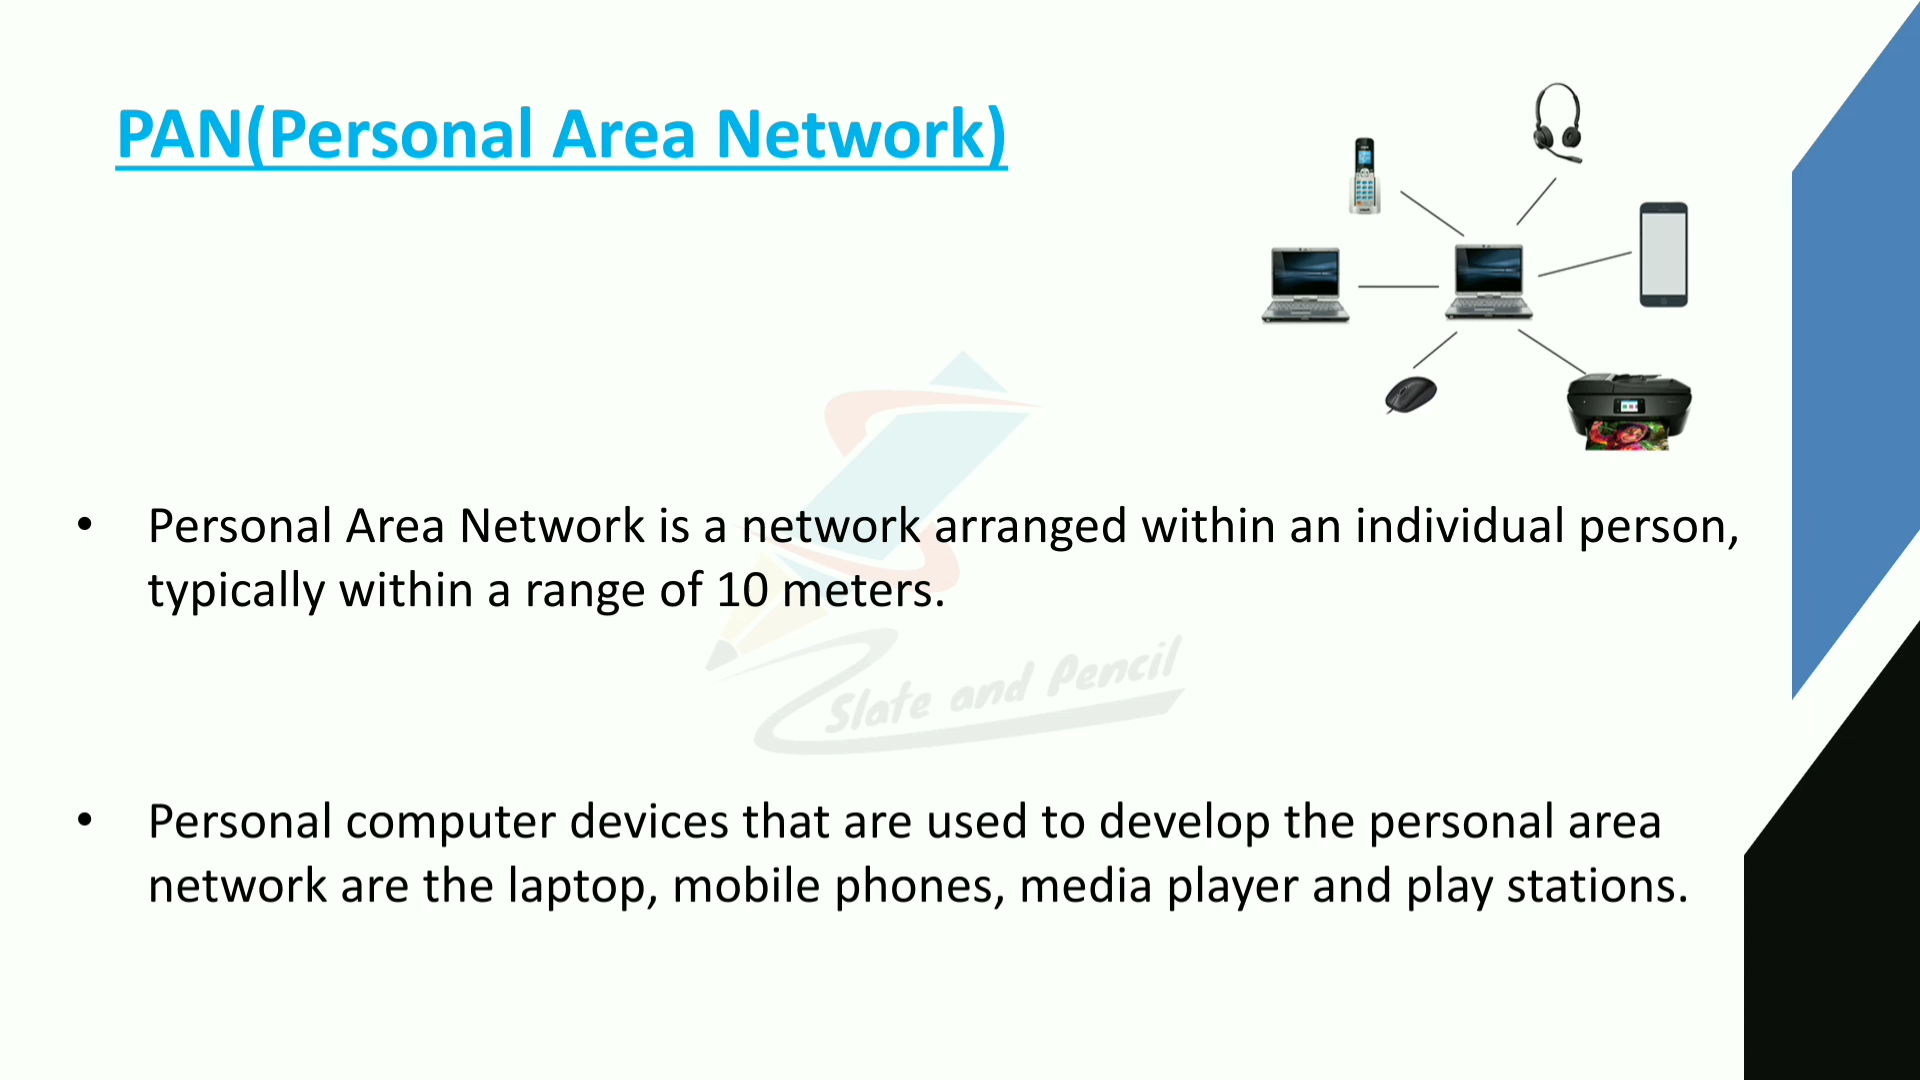 PAN(Personal Area Network)
• Personal Area Network is a network arranged within an individual person,
typically within a range of 10 meters.
Slate and Pencil
• Personal computer devices that are used to develop the personal area
network are the laptop, mobile phones, media player and play stations.